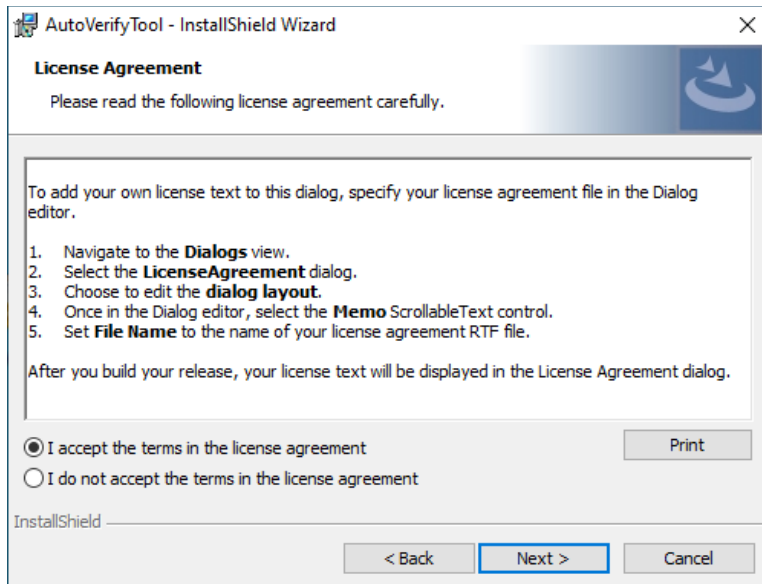 AutoVerifyTool - InstallShield Wizard
License Agreement
Please read the following license agreement carefully.
To add your own license text to this dialog, specify your license agreement file in the Dialog
editor.
1. Navigate to the Dialogs view.
2. Select the LicenseAgreement dialog.
3. Choose to edit the dialog layout.
4. Once in the Dialog editor, select the Memo ScrollableText control.
5. Set File Name to the name of your license agreement RTF file.
After you build your release, your license text will be displayed in the License Agreement dialog.
I accept the terms in the license agreement
Print
I do not accept the terms in the license agreement
InstallShield
< Back
Next >
Cancel